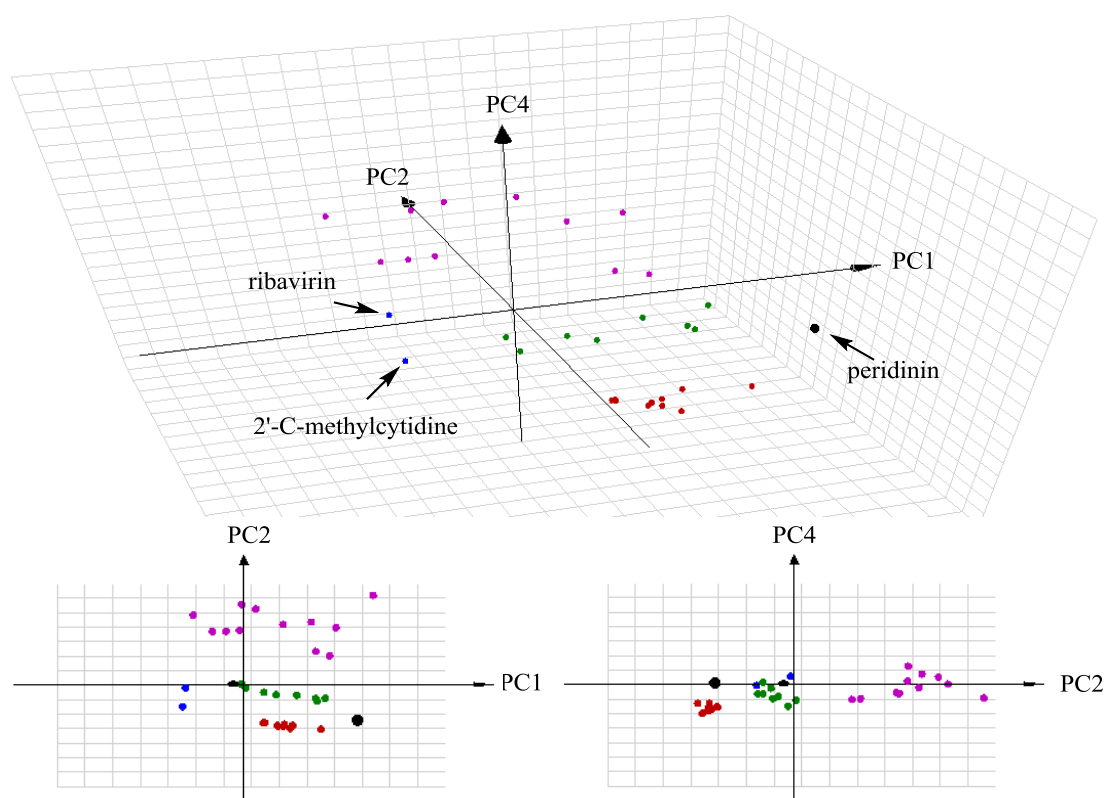 PC4
PC2
PC1
ribavirin
peridinin
2'-C-methylcytidine
PC2
PC4
PC1
PC2